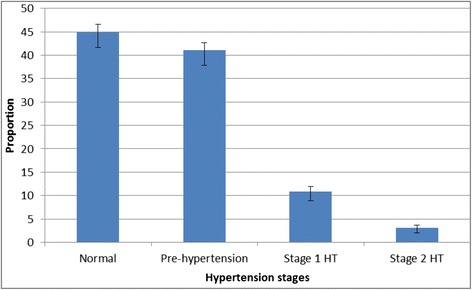 50
45
40
35
30
25
20
15
10
5
0
Proportion
Normal
Pre-hypertension
Stage 1 HT
Stage 2 HT
Hypertension stages